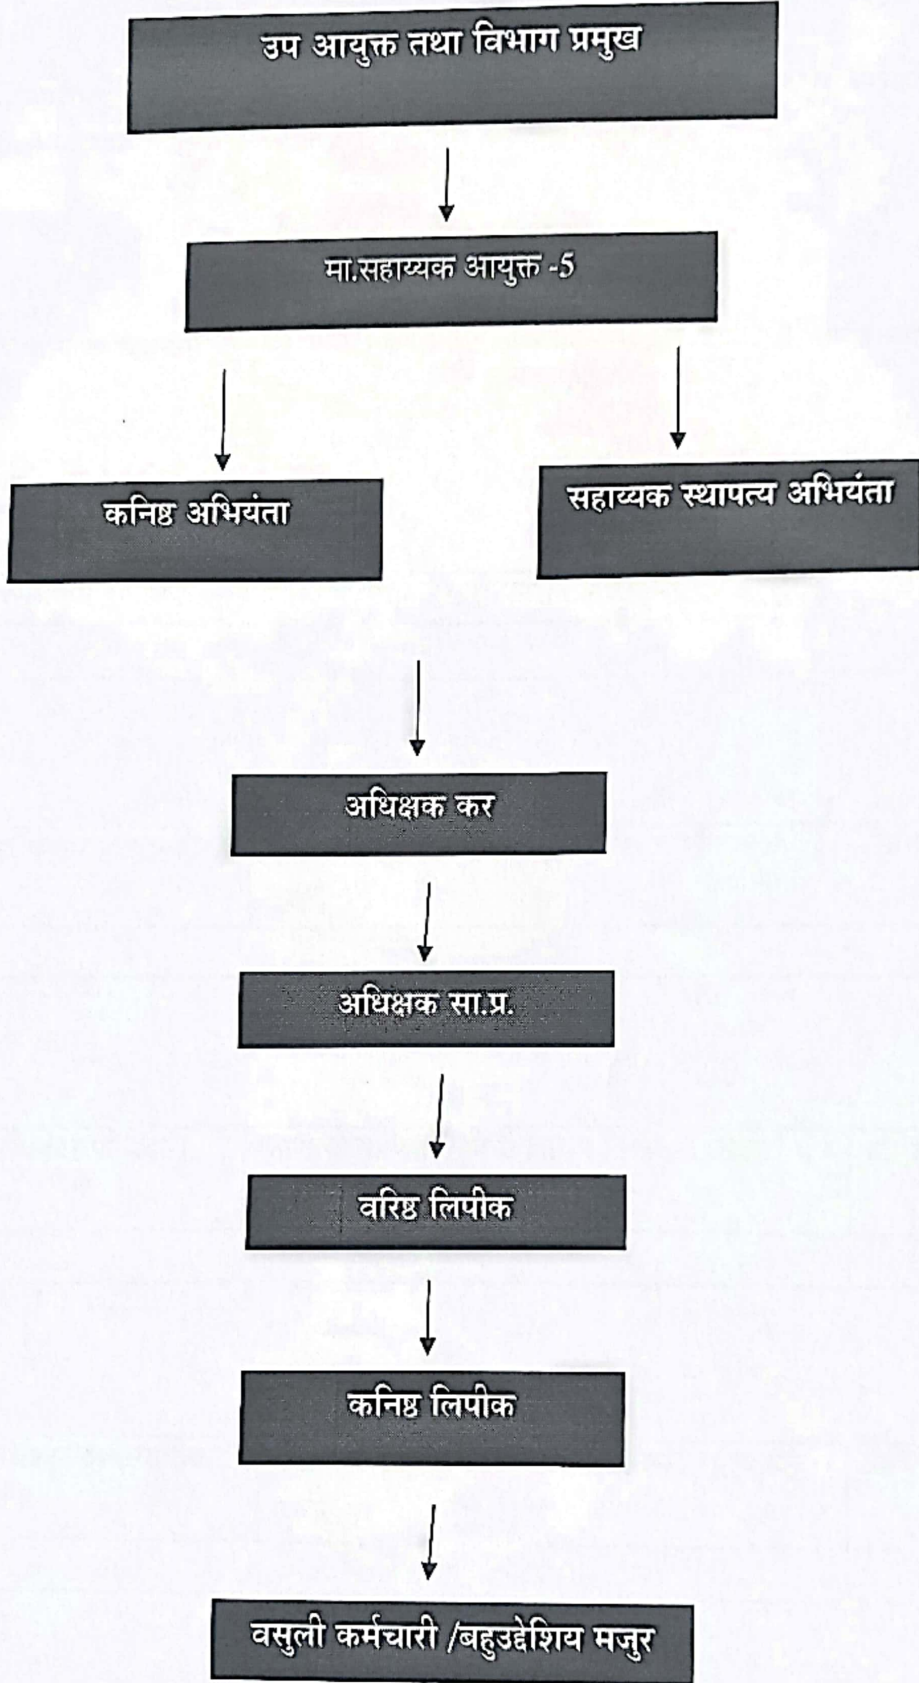 उप आयुक्त तथा विभाग प्रमुख
मा.सहाय्यक आयुक्त -5
कनिष्ठ अभियंता
सहाय्यक स्थापत्य अभियंता
अधिक्षक कर
अधिक्षक सा.प्र.
वरिष्ठ लिपीक
कनिष्ठ लिपीक
वसुली कर्मचारी /बहुउद्देशिय मजुर